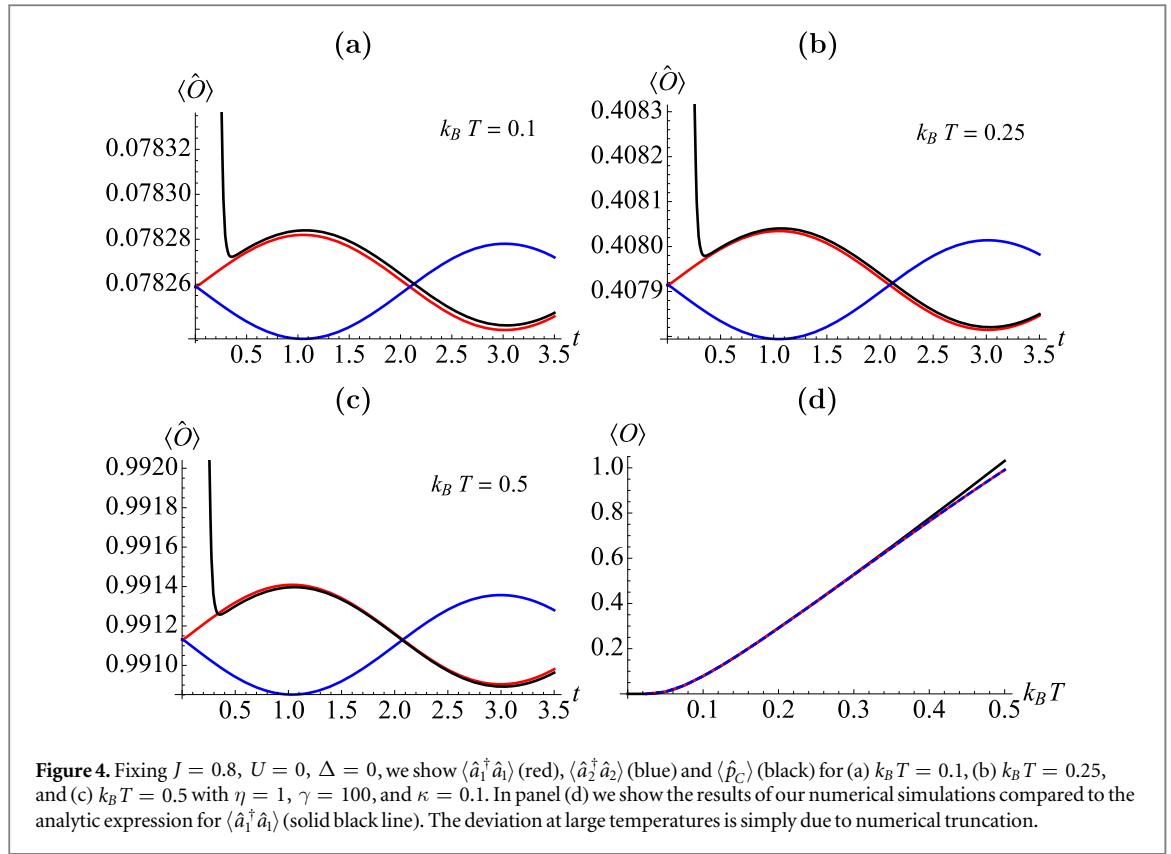 (a)
⟨Ô⟩
k_B T = 0.1
0.07832
0.07830
0.07828
0.07826
0.5 1.0 1.5 2.0 2.5 3.0 3.5 t
(b)
⟨Ô⟩
k_B T = 0.25
0.4083
0.4082
0.4081
0.4080
0.4079
0.5 1.0 1.5 2.0 2.5 3.0 3.5 t
(c)
⟨Ô⟩
k_B T = 0.5
0.9920
0.9918
0.9916
0.9914
0.9912
0.9910
0.5 1.0 1.5 2.0 2.5 3.0 3.5 t
(d)
⟨O⟩
1.0
0.8
0.6
0.4
0.2
0.1 0.2 0.3 0.4 0.5 k_B T
Figure 4. Fixing J = 0.8, U = 0, Δ = 0, we show ⟨â₁†â₁⟩ (red), ⟨â₂†â₂⟩ (blue) and ⟨p̂_C⟩ (black) for (a) k_B T = 0.1, (b) k_B T = 0.25,
and (c) k_B T = 0.5 with η = 1, γ = 100, and κ = 0.1. In panel (d) we show the results of our numerical simulations compared to the
analytic expression for ⟨â₁†â₁⟩ (solid black line). The deviation at large temperatures is simply due to numerical truncation.